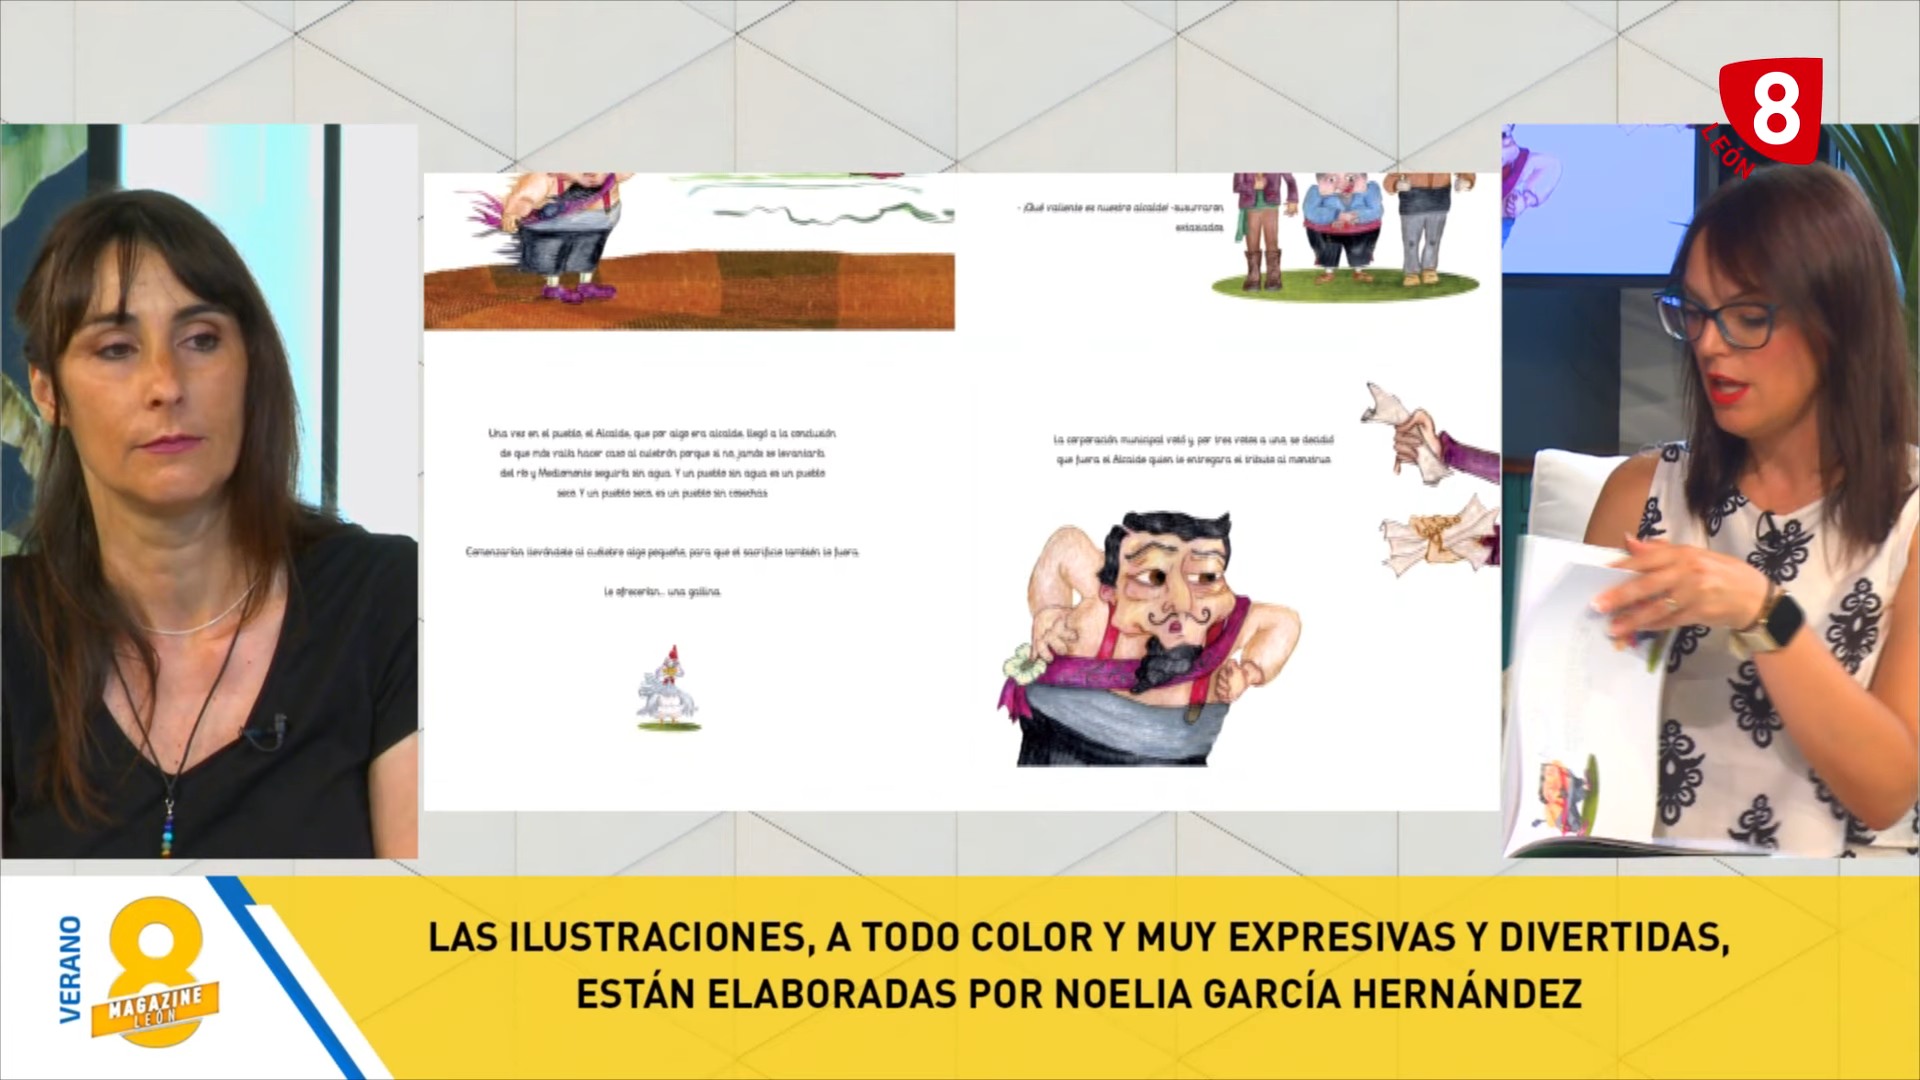 8
LEÓN
- ¡Qué valiente es nuestro alcalde! -susurraron
extasiados
Una vez en el pueblo, el Alcalde, que por algo era alcalde, llegó a la conclusión
de que más valía hacer caso al culebrón porque si no, jamás se levantaría
del río y Mediomonte seguiría sin agua. Y un pueblo sin agua es un pueblo
seco. Y un pueblo seco, es un pueblo sin cosechas
Comenzarían llevándole al cuélebre algo pequeño, para que el sacrificio también lo fuera.
Le ofrecerían... una gallina.
La corporación municipal votó y, por tres votos a uno, se decidió
que fuera el Alcalde quien le entregara el tributo al monstruo.
VERANO
8
MAGAZINE
LEÓN
LAS ILUSTRACIONES, A TODO COLOR Y MUY EXPRESIVAS Y DIVERTIDAS,
ESTÁN ELABORADAS POR NOELIA GARCÍA HERNÁNDEZ